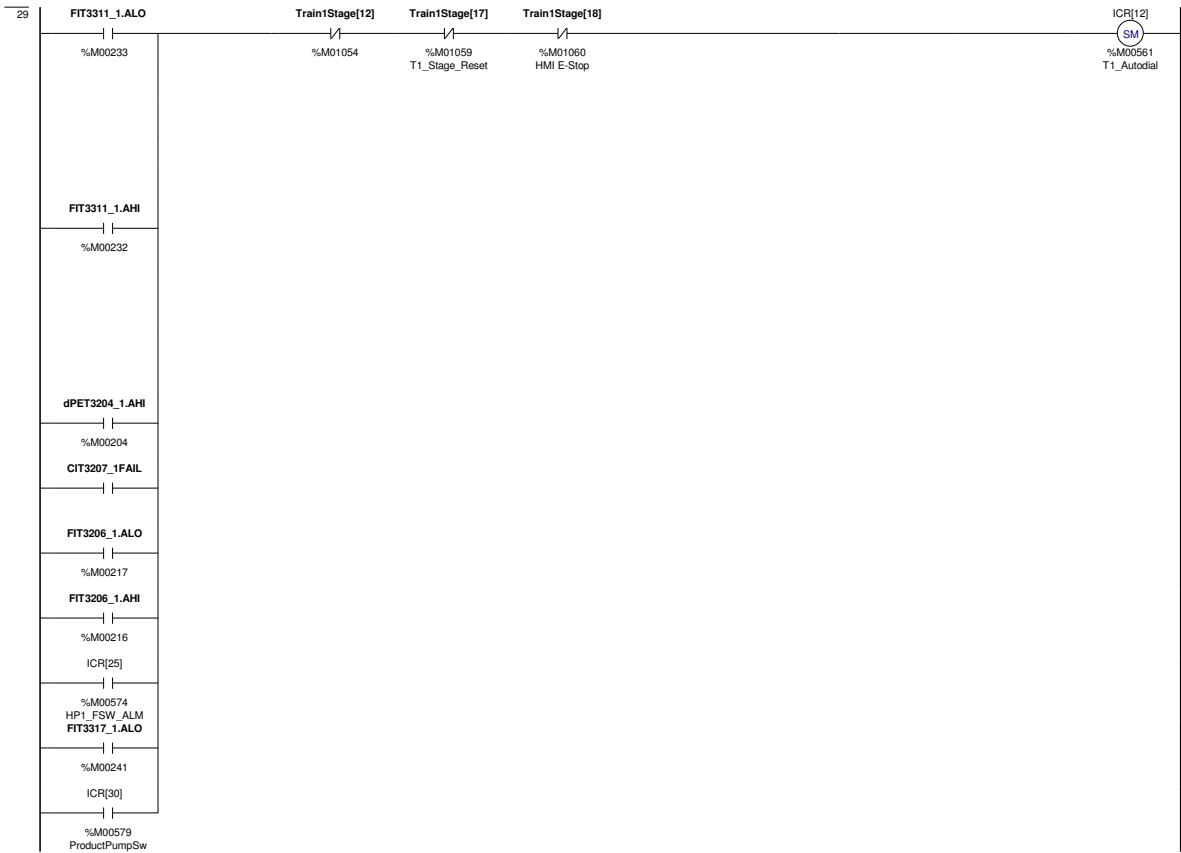 29
FIT3311_1.ALO Train1Stage[12] Train1Stage[17] Train1Stage[18] ICR[12]
SM
%M00233 %M01054 %M01059 %M01060 %M00561
T1_Stage_Reset HMI E-Stop T1_Autodial
FIT3311_1.AHI
%M00232
dPET3204_1.AHI
%M00204
CIT3207_1FAIL
FIT3206_1.ALO
%M00217
FIT3206_1.AHI
%M00216
ICR[25]
%M00574
HP1_FSW_ALM
FIT3317_1.ALO
%M00241
ICR[30]
%M00579
ProductPumpSw